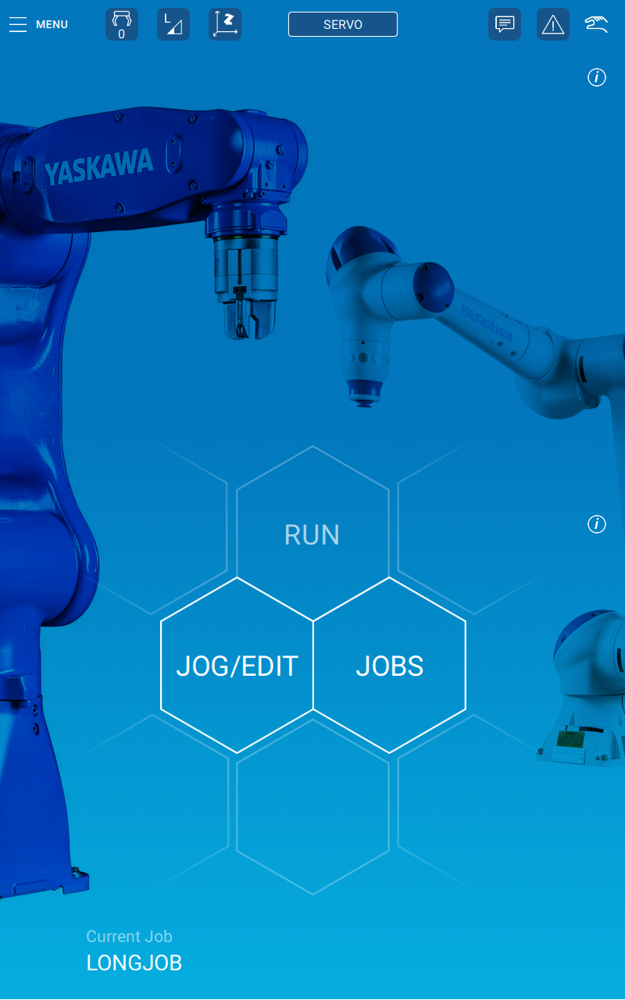 MENU
0
L
SERVO
YASKAWA
YASKAWA
RUN
JOG/EDIT
JOBS
Current Job
LONGJOB